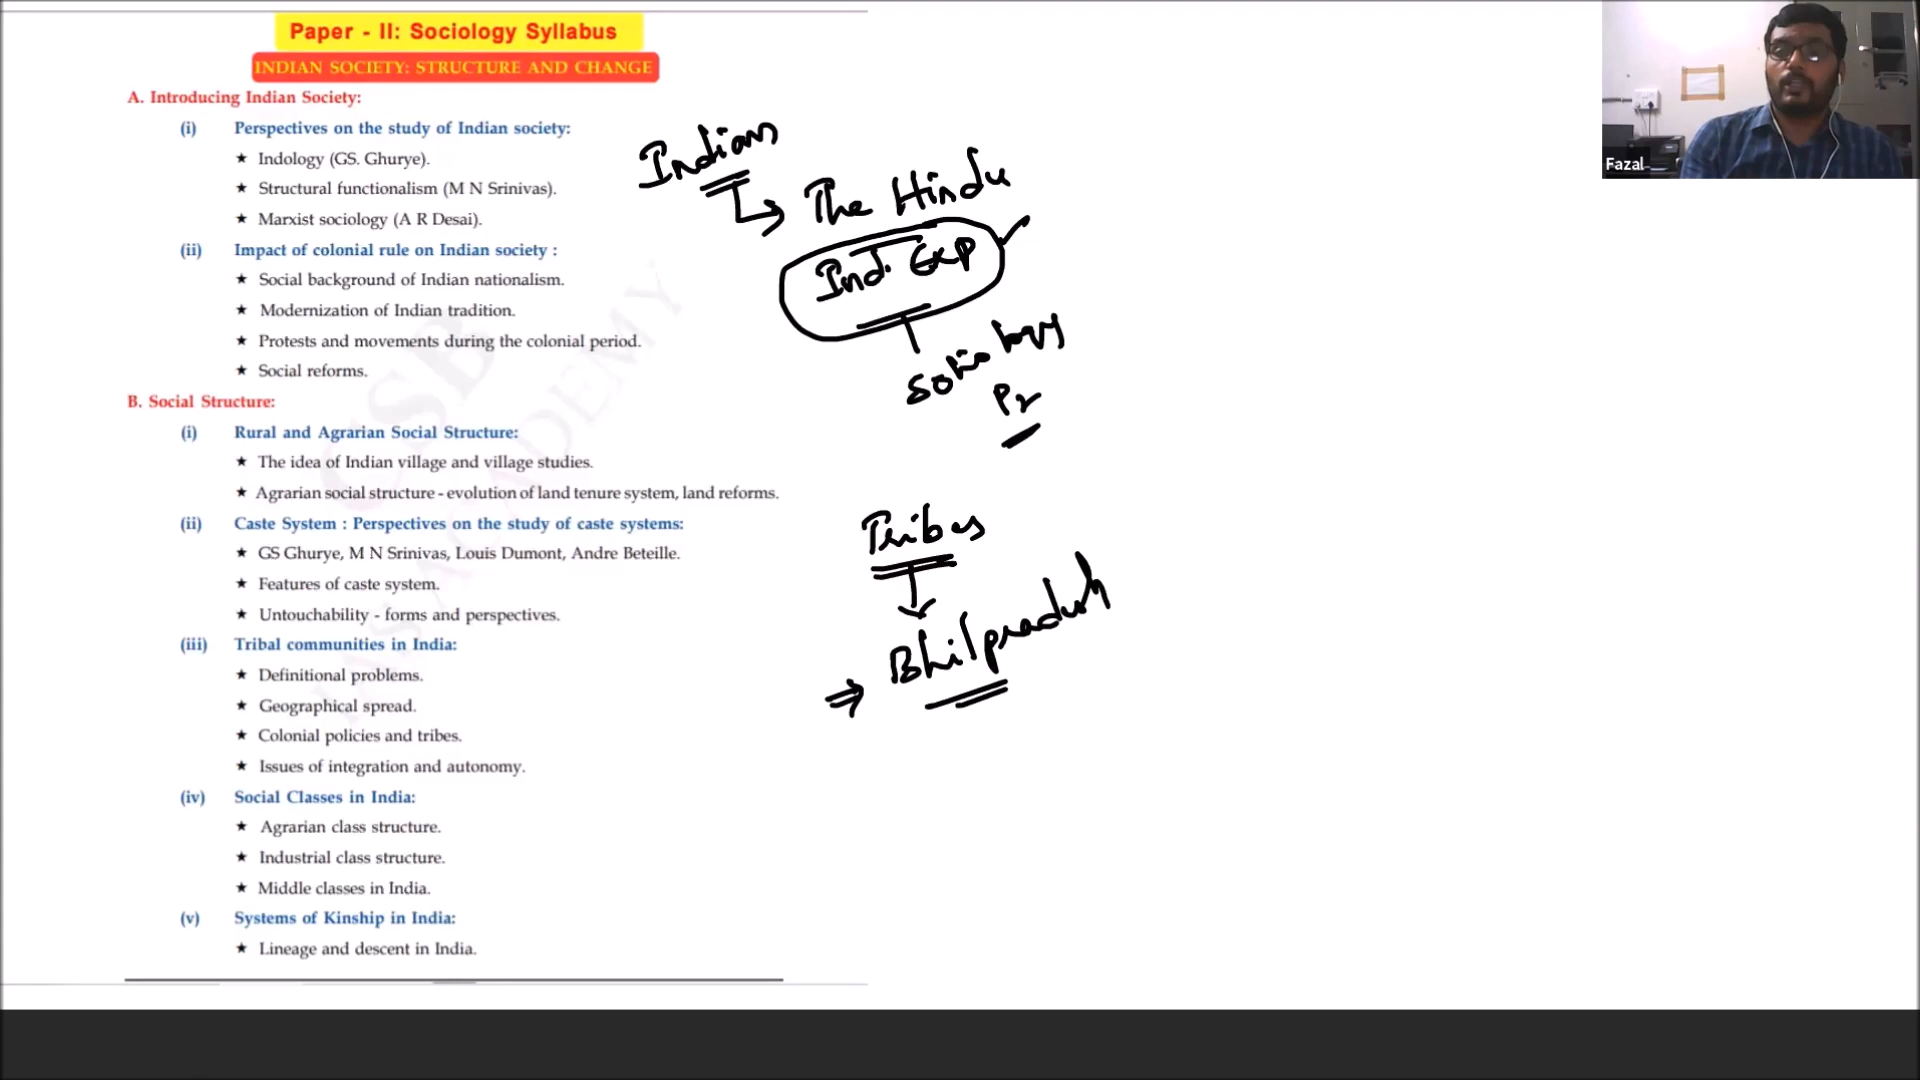 Paper - II: Sociology Syllabus
INDIAN SOCIETY: STRUCTURE AND CHANGE
A. Introducing Indian Society:
(i) Perspectives on the study of Indian society:
★ Indology (GS. Ghurye).
★ Structural functionalism (M N Srinivas).
★ Marxist sociology (A R Desai).
(ii) Impact of colonial rule on Indian society :
★ Social background of Indian nationalism.
★ Modernization of Indian tradition.
★ Protests and movements during the colonial period.
★ Social reforms.
B. Social Structure:
(i) Rural and Agrarian Social Structure:
★ The idea of Indian village and village studies.
★ Agrarian social structure - evolution of land tenure system, land reforms.
(ii) Caste System : Perspectives on the study of caste systems:
★ GS Ghurye, M N Srinivas, Louis Dumont, Andre Beteille.
★ Features of caste system.
★ Untouchability - forms and perspectives.
(iii) Tribal communities in India:
★ Definitional problems.
★ Geographical spread.
★ Colonial policies and tribes.
★ Issues of integration and autonomy.
(iv) Social Classes in India:
★ Agrarian class structure.
★ Industrial class structure.
★ Middle classes in India.
(v) Systems of Kinship in India:
★ Lineage and descent in India.
CSB
IAS ACADEMY
Indian
The Hindu
Ind. Exp
Sociology
P2
Tribes
Bhilpradesh
Fazal